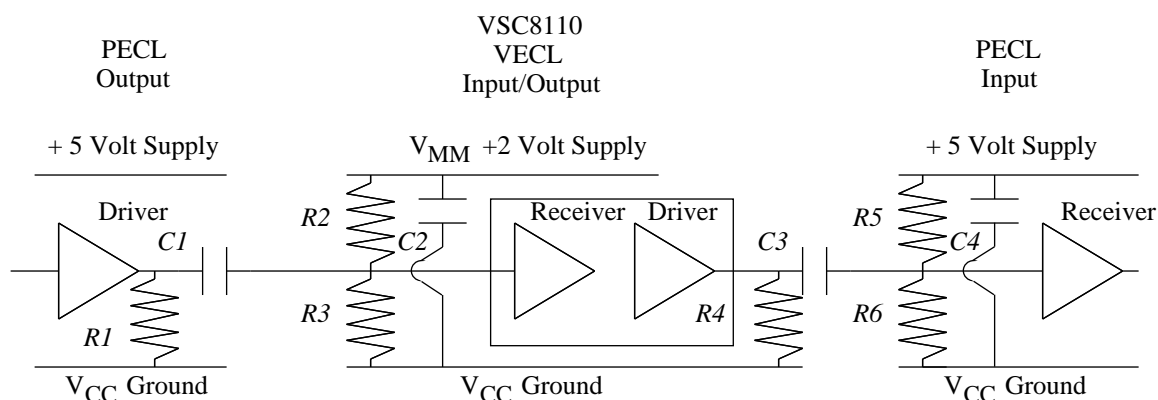 PECL
Output
VSC8110
VECL
Input/Output
PECL
Input
+ 5 Volt Supply
VMM +2 Volt Supply
+ 5 Volt Supply
Driver
C1
R1
R2
C2
R3
Receiver
Driver
R4
C3
R5
C4
R6
Receiver
VCC Ground
VCC Ground
VCC Ground